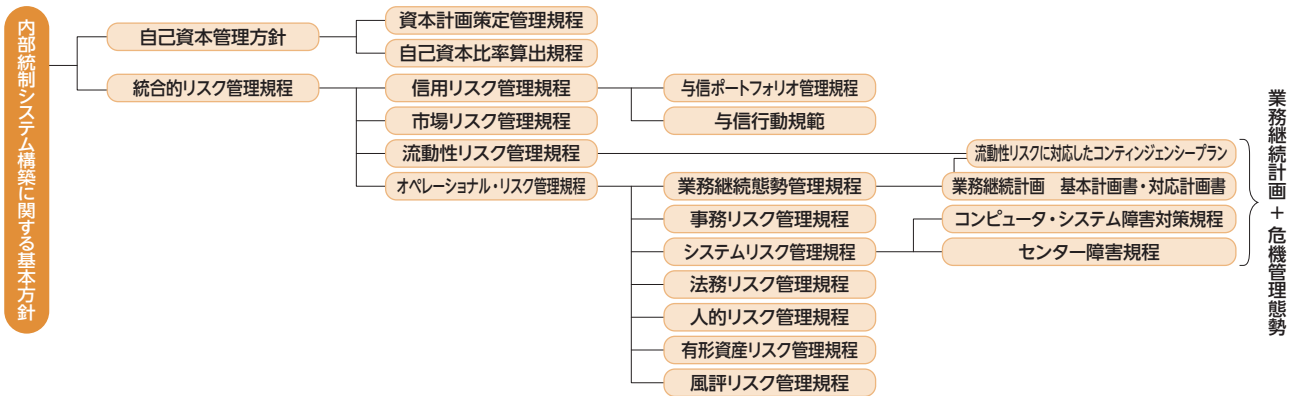 内部統制システム構築に関する基本方針
自己資本管理方針
資本計画策定管理規程
自己資本比率算出規程
統合的リスク管理規程
信用リスク管理規程
与信ポートフォリオ管理規程
与信行動規範
市場リスク管理規程
流動性リスク管理規程
流動性リスクに対応したコンティンジェンシープラン
オペレーショナル・リスク管理規程
業務継続態勢管理規程
業務継続計画　基本計画書・対応計画書
事務リスク管理規程
システムリスク管理規程
コンピュータ・システム障害対策規程
センター障害規程
法務リスク管理規程
人的リスク管理規程
有形資産リスク管理規程
風評リスク管理規程
業務継続計画＋危機管理態勢